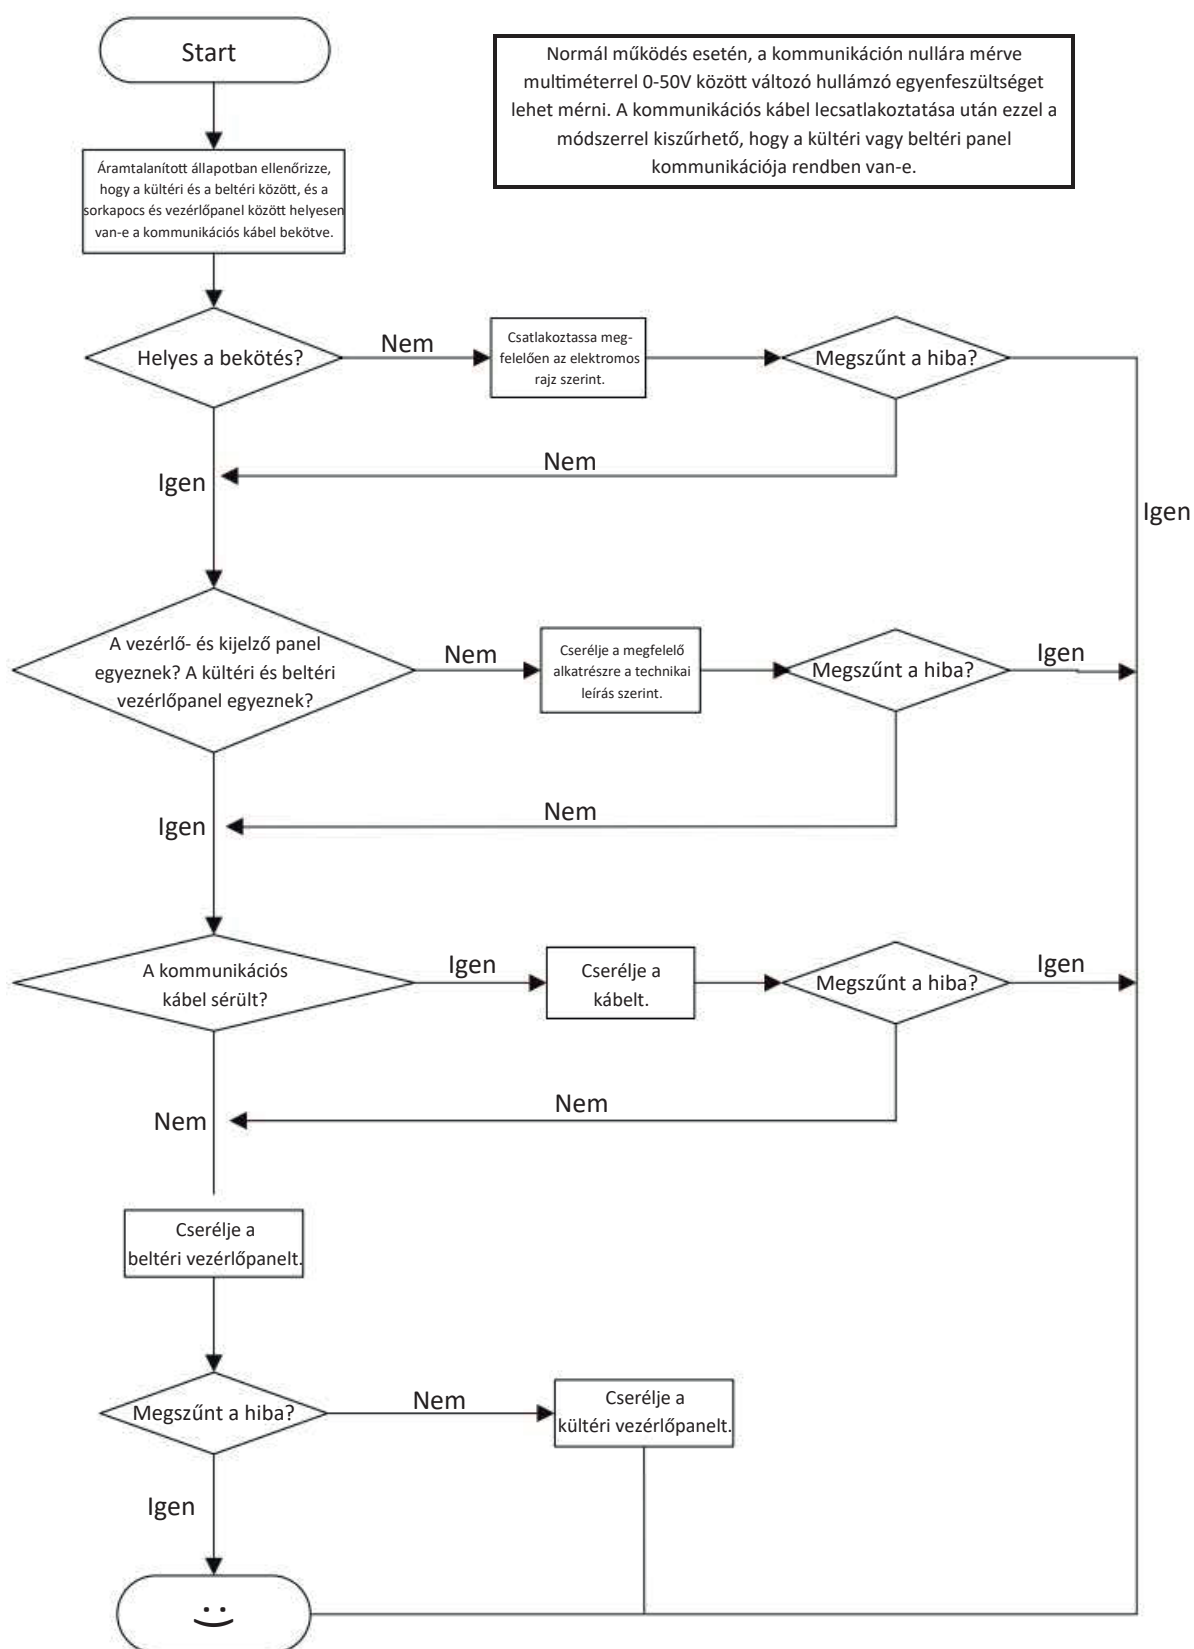 Start
Normál működés esetén, a kommunikáción nullára mérve
multiméterrel 0-50V között változó hullámzó egyenfeszültséget
lehet mérni. A kommunikációs kábel lecsatlakoztatása után ezzel a
módszerrel kiszűrhető, hogy a kültéri vagy beltéri panel
kommunikációja rendben van-e.
Áramtalanított állapotban ellenőrizze,
hogy a kültéri és a beltéri között, és a
sorkapocs és vezérlőpanel között helyesen
van-e a kommunikációs kábel bekötve.
Helyes a bekötés?
Nem
Csatlakoztassa meg-
felelően az elektromos
rajz szerint.
Megszűnt a hiba?
Nem
Igen
Igen
A vezérlő- és kijelző panel
egyeznek? A kültéri és beltéri
vezérlőpanel egyeznek?
Nem
Cserélje a megfelelő
alkatrészre a technikai
leírás szerint.
Megszűnt a hiba?
Igen
Nem
Igen
A kommunikációs
kábel sérült?
Igen
Cserélje a
kábelt.
Megszűnt a hiba?
Igen
Nem
Nem
Cserélje a
beltéri vezérlőpanelt.
Megszűnt a hiba?
Nem
Cserélje a
kültéri vezérlőpanelt.
Igen